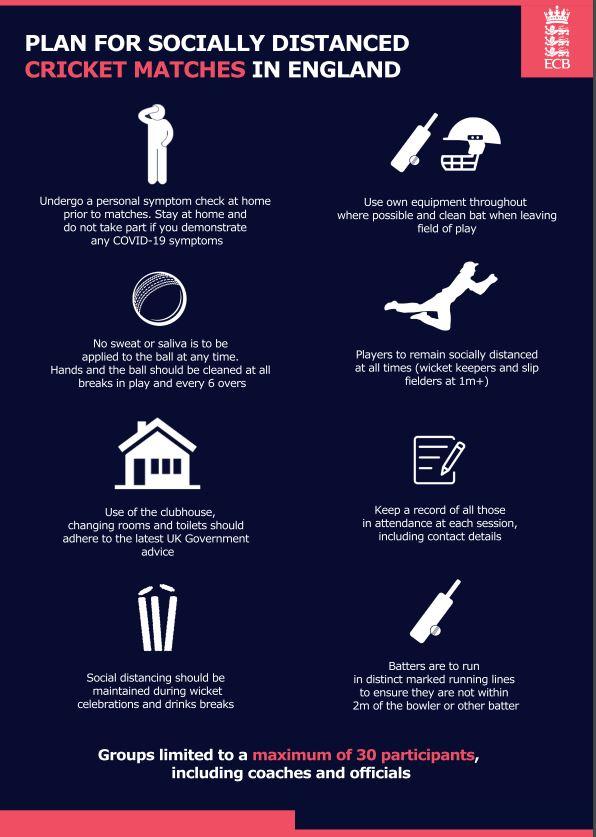 PLAN FOR SOCIALLY DISTANCED
CRICKET MATCHES IN ENGLAND
ECB
Undergo a personal symptom check at home
prior to matches. Stay at home and
do not take part if you demonstrate
any COVID-19 symptoms
Use own equipment throughout
where possible and clean bat when leaving
field of play
No sweat or saliva is to be
applied to the ball at any time.
Hands and the ball should be cleaned at all
breaks in play and every 6 overs
Players to remain socially distanced
at all times (wicket keepers and slip
fielders at 1m+)
Use of the clubhouse,
changing rooms and toilets should
adhere to the latest UK Government
advice
Keep a record of all those
in attendance at each session,
including contact details
Social distancing should be
maintained during wicket
celebrations and drinks breaks
Batters are to run
in distinct marked running lines
to ensure they are not within
2m of the bowler or other batter
Groups limited to a maximum of 30 participants,
including coaches and officials